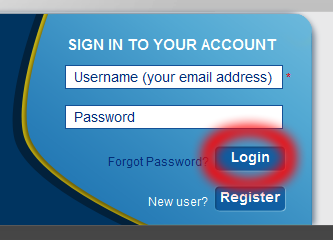 SIGN IN TO YOUR ACCOUNT
Username (your email address) *
Password
Forgot Password? Login
New user? Register